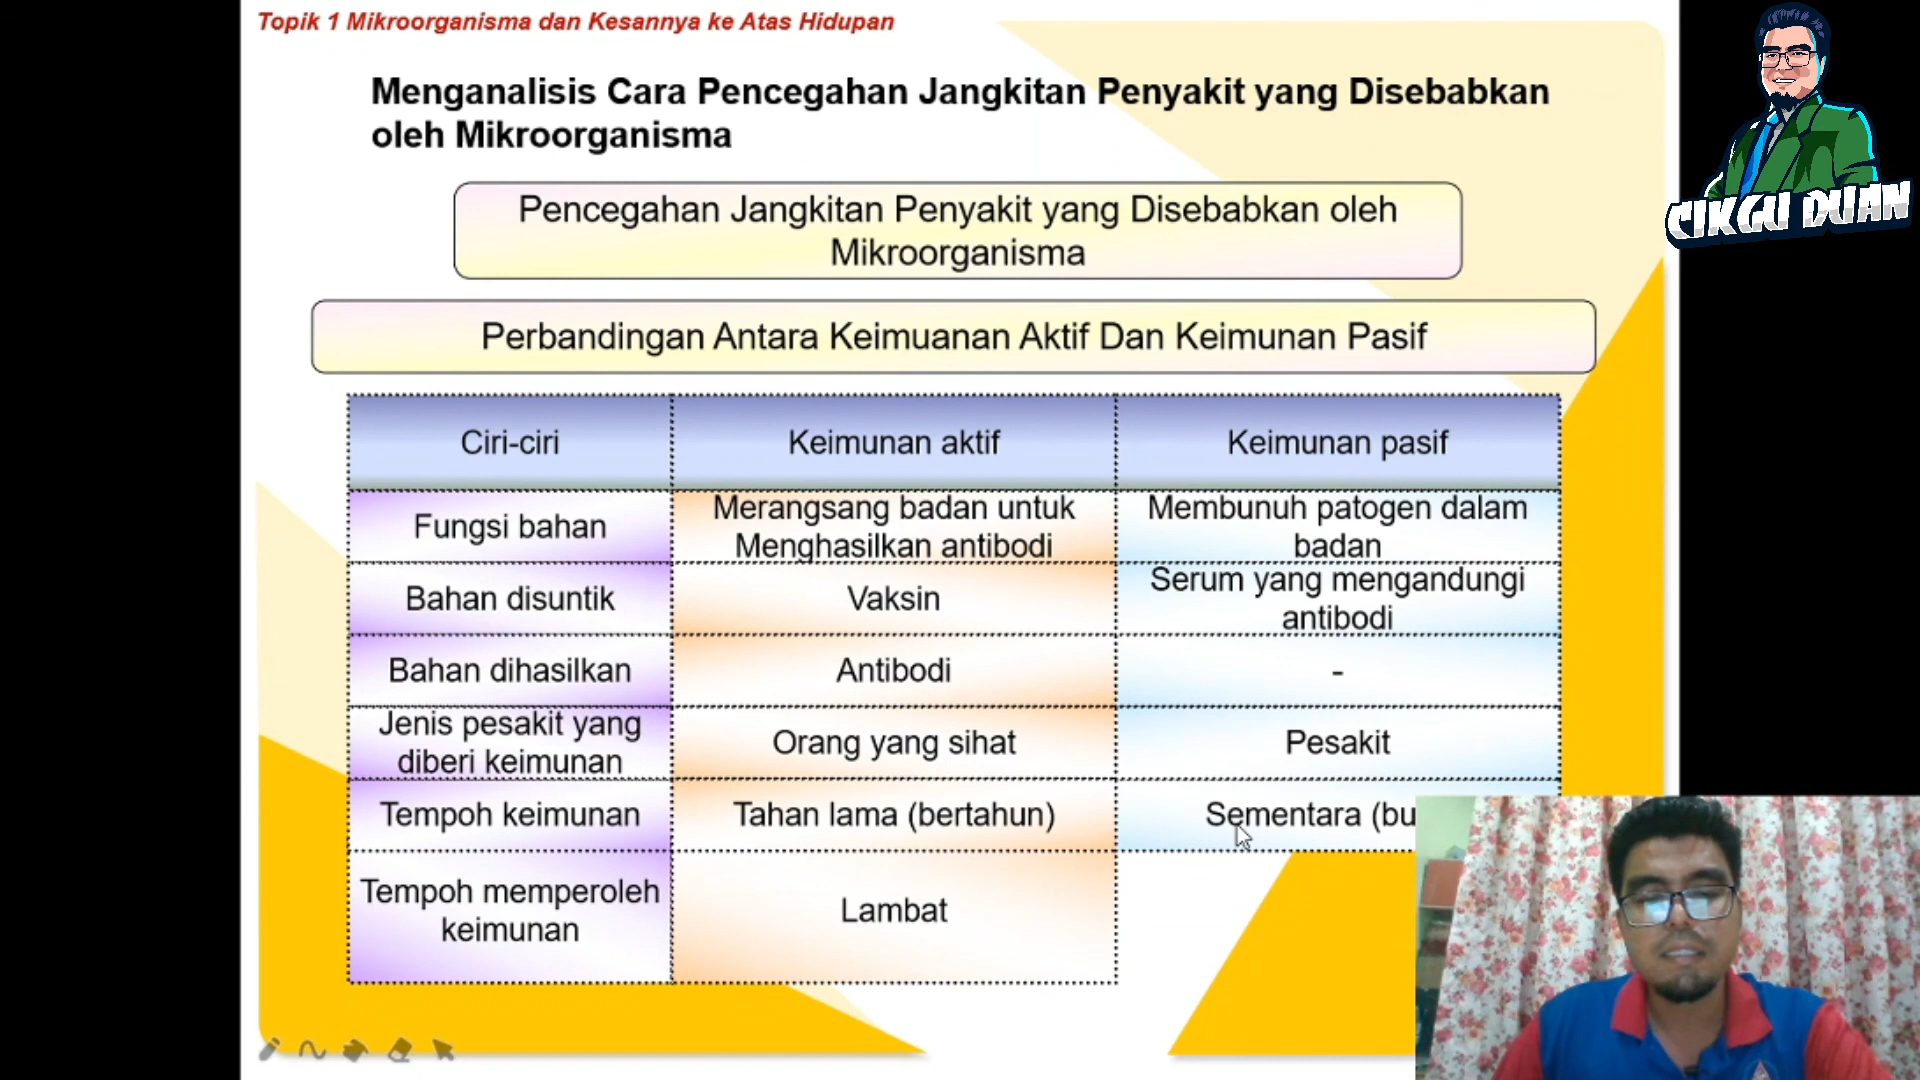 Topik 1 Mikroorganisma dan Kesannya ke Atas Hidupan
Menganalisis Cara Pencegahan Jangkitan Penyakit yang Disebabkan
oleh Mikroorganisma
CIKGU DUAN
Pencegahan Jangkitan Penyakit yang Disebabkan oleh
Mikroorganisma
Perbandingan Antara Keimuanan Aktif Dan Keimunan Pasif
Ciri-ciri
Keimunan aktif
Keimunan pasif
Fungsi bahan
Merangsang badan untuk
Menghasilkan antibodi
Membunuh patogen dalam
badan
Bahan disuntik
Vaksin
Serum yang mengandungi
antibodi
Bahan dihasilkan
Antibodi
-
Jenis pesakit yang
diberi keimunan
Orang yang sihat
Pesakit
Tempoh keimunan
Tahan lama (bertahun)
Sementara (bu
Tempoh memperoleh
keimunan
Lambat